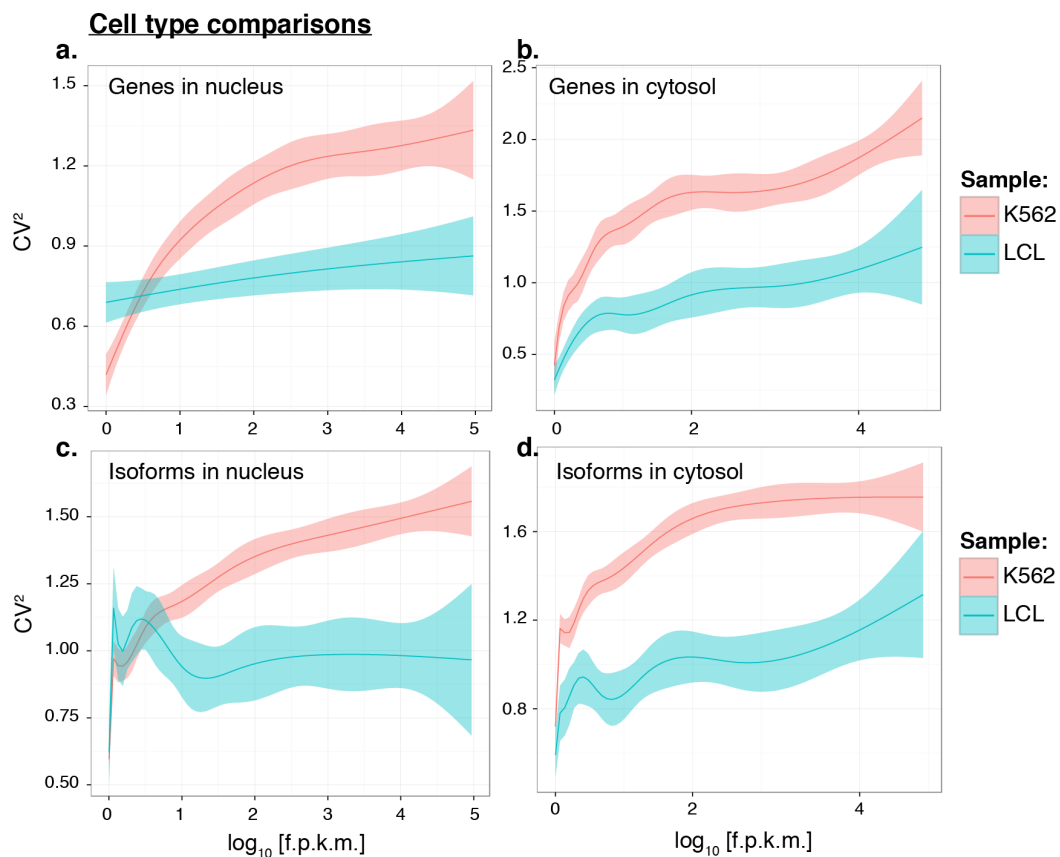 Cell type comparisons
a.
Genes in nucleus
CV²
1.5
1.2
0.9
0.6
0.3
0 1 2 3 4 5
b.
Genes in cytosol
2.5
2.0
1.5
1.0
0.5
0 2 4
Sample:
K562
LCL
c.
Isoforms in nucleus
CV²
1.50
1.25
1.00
0.75
0.50
0 1 2 3 4 5
log₁₀ [f.p.k.m.]
d.
Isoforms in cytosol
1.6
1.2
0.8
0 4
log₁₀ [f.p.k.m.]
Sample:
K562
LCL